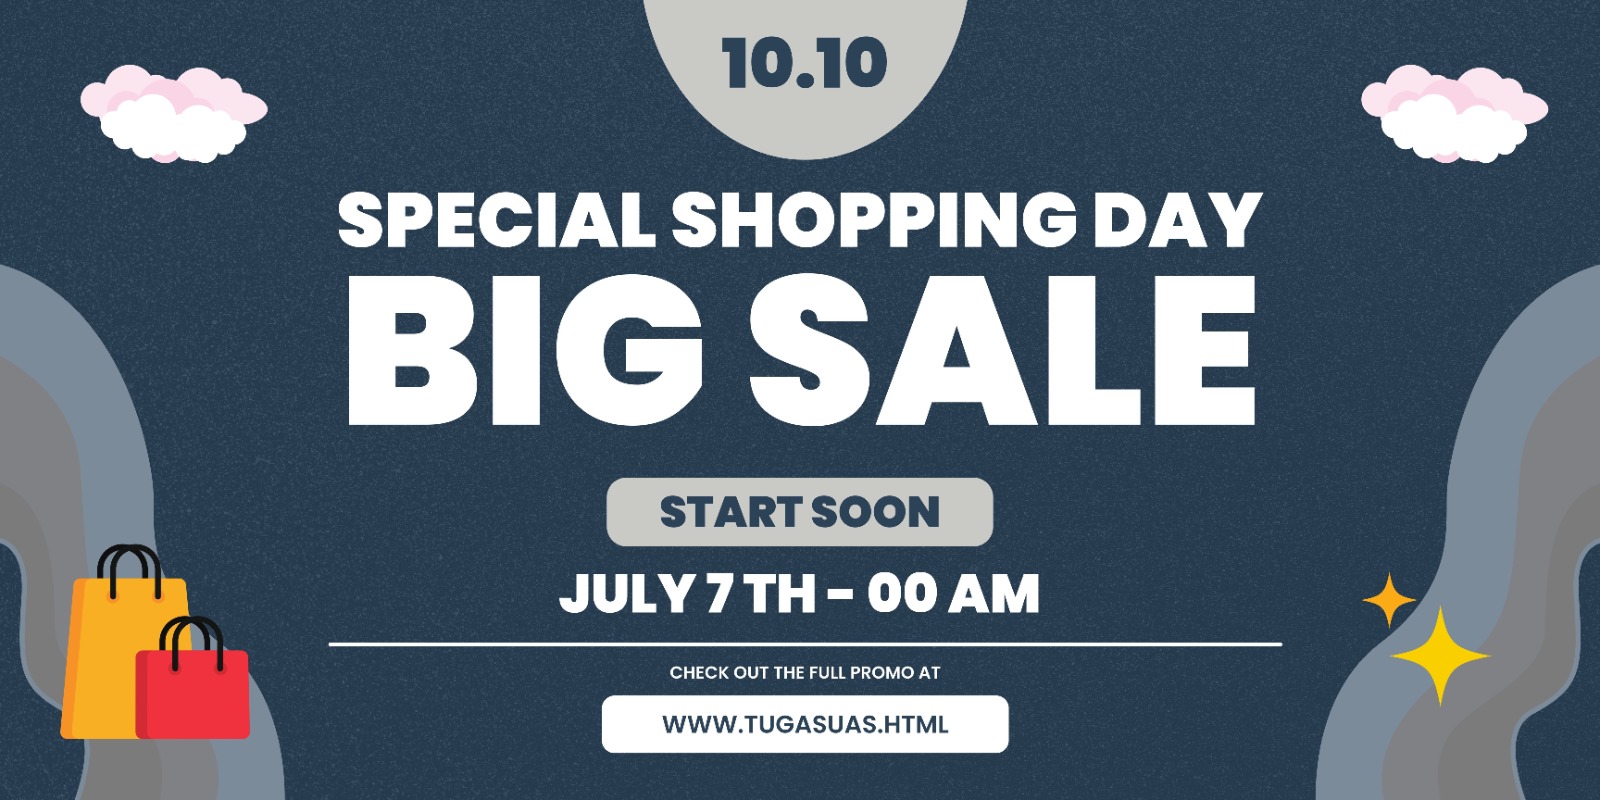 10.10
SPECIAL SHOPPING DAY
BIG SALE
START SOON
JULY 7 TH - 00 AM
CHECK OUT THE FULL PROMO AT
WWW.TUGASUAS.HTML